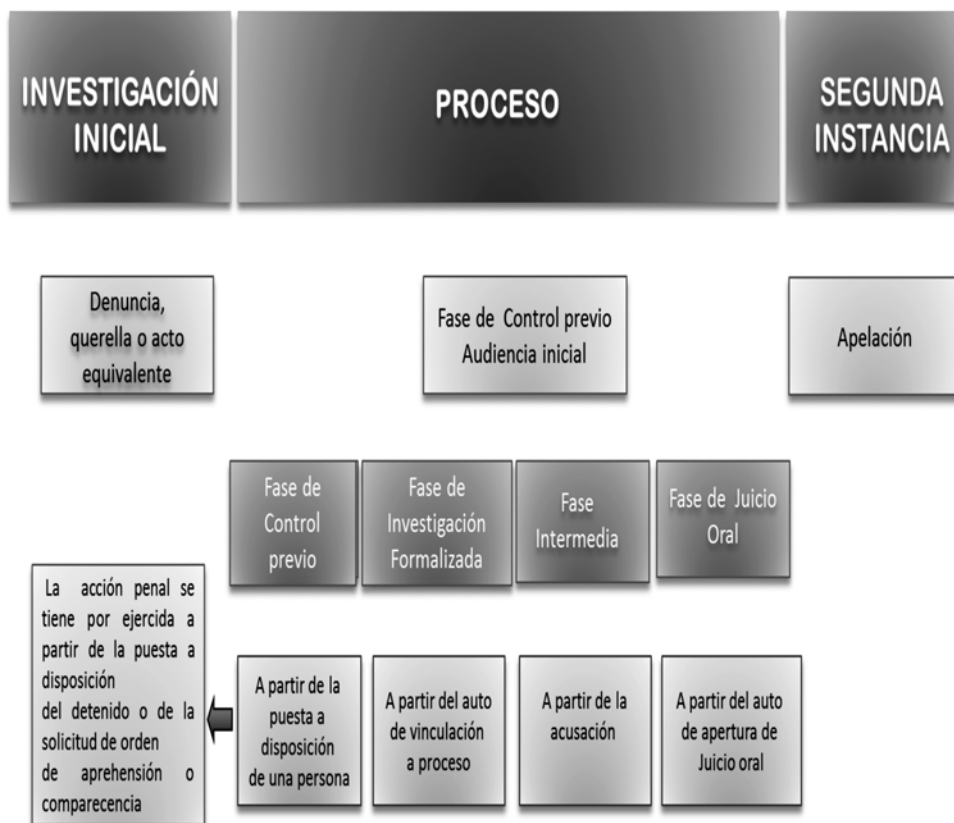 INVESTIGACIÓN
INICIAL
PROCESO
SEGUNDA
INSTANCIA
Denuncia,
querella o acto
equivalente
Fase de Control previo
Audiencia inicial
Apelación
Fase de
Control
previo
Fase de
Investigación
Formalizada
Fase
Intermedia
Fase de Juicio
Oral
La acción penal se
tiene por ejercida a
partir de la puesta a
disposición
del detenido o de la
solicitud de orden
de aprehensión o
comparecencia
A partir de la
puesta a
disposición
de una persona
A partir del auto
de vinculación
a proceso
A partir de la
acusación
A partir del auto
de apertura de
Juicio oral